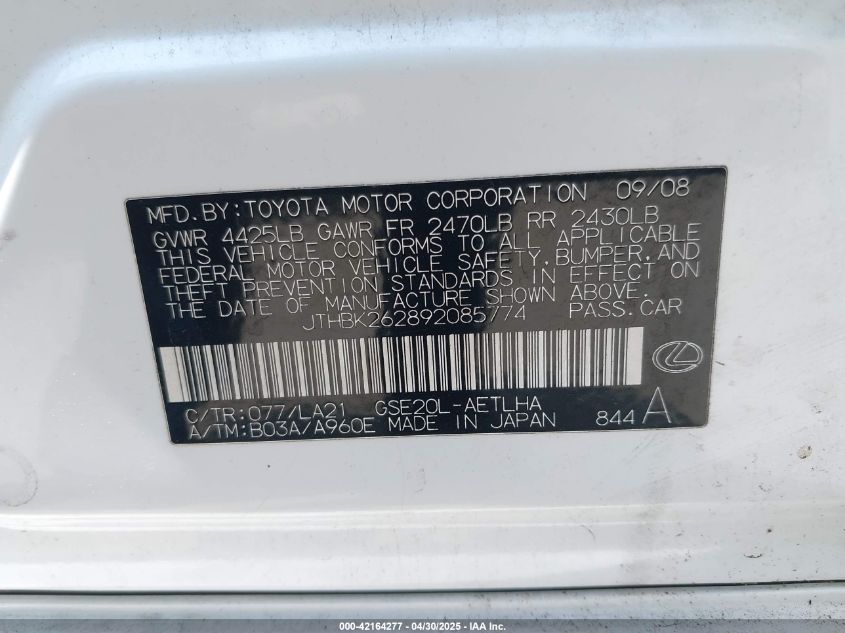 MFD.BY:TOYOTA MOTOR CORPORATION 09/08
GVWR 4425LB GAWR FR 2470LB RR 2430LB
THIS VEHICLE CONFORMS TO ALL APPLICABLE
FEDERAL MOTOR VEHICLE SAFETY,BUMPER,AND
THEFT PREVENTION STANDARDS IN EFFECT ON
THE DATE OF MANUFACTURE SHOWN ABOVE.
JTHBK262892085774 PASS.CAR
C/TR:077/LA21 GSE20L-AETLHA
A/TM:B03A/A960E MADE IN JAPAN 844 A
000-42164277 - 04/30/2025 - © IAA Inc.